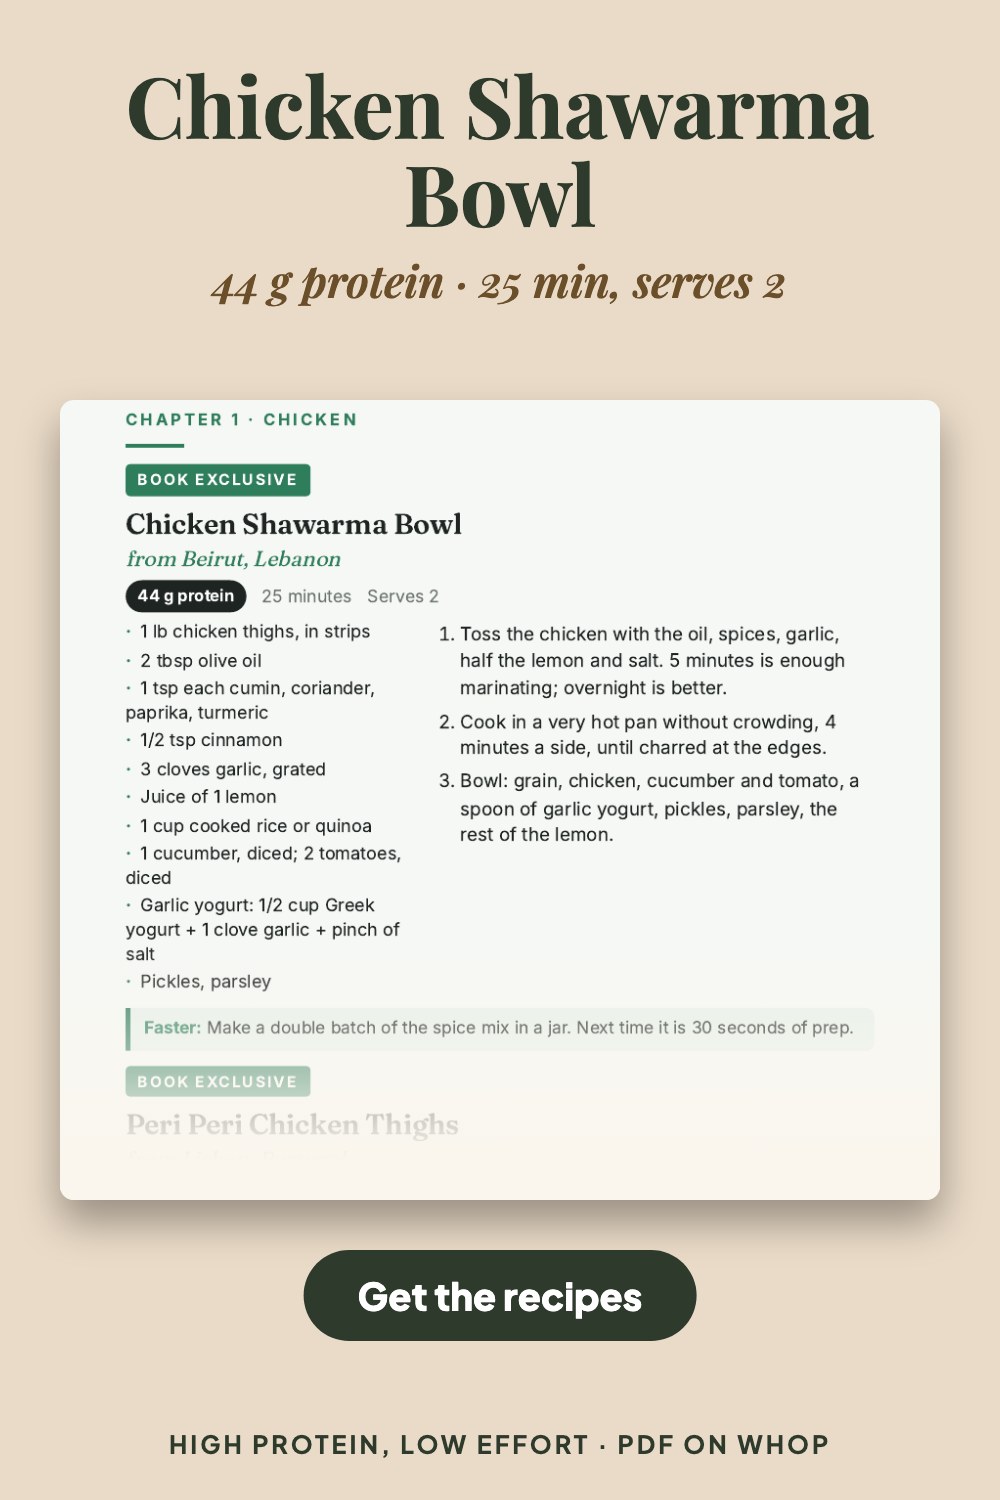 Chicken Shawarma
Bowl
44 g protein · 25 min, serves 2
CHAPTER 1 · CHICKEN
BOOK EXCLUSIVE
Chicken Shawarma Bowl
from Beirut, Lebanon
44 g protein 25 minutes Serves 2
· 1 lb chicken thighs, in strips
· 2 tbsp olive oil
· 1 tsp each cumin, coriander,
paprika, turmeric
· 1/2 tsp cinnamon
· 3 cloves garlic, grated
· Juice of 1 lemon
· 1 cup cooked rice or quinoa
· 1 cucumber, diced; 2 tomatoes,
diced
· Garlic yogurt: 1/2 cup Greek
yogurt + 1 clove garlic + pinch of
salt
· Pickles, parsley
1. Toss the chicken with the oil, spices, garlic,
half the lemon and salt. 5 minutes is enough
marinating; overnight is better.
2. Cook in a very hot pan without crowding, 4
minutes a side, until charred at the edges.
3. Bowl: grain, chicken, cucumber and tomato, a
spoon of garlic yogurt, pickles, parsley, the
rest of the lemon.
Faster: Make a double batch of the spice mix in a jar. Next time it is 30 seconds of prep.
BOOK EXCLUSIVE
Peri Peri Chicken Thighs
Get the recipes
HIGH PROTEIN, LOW EFFORT · PDF ON WHOP